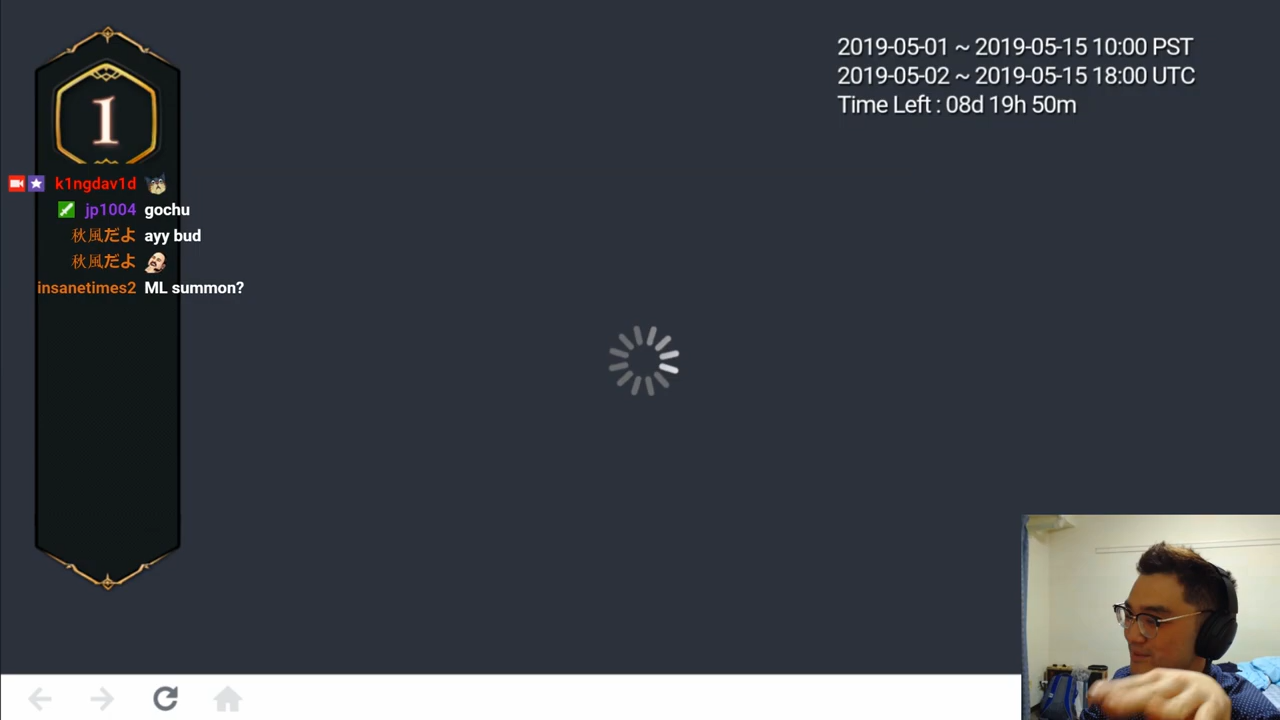 2019-05-01 ~ 2019-05-15 10:00 PST
2019-05-02 ~ 2019-05-15 18:00 UTC
Time Left : 08d 19h 50m
1
k1ngdav1d
jp1004 gochu
秋風だよ ayy bud
秋風だよ
insanetimes2 ML summon?